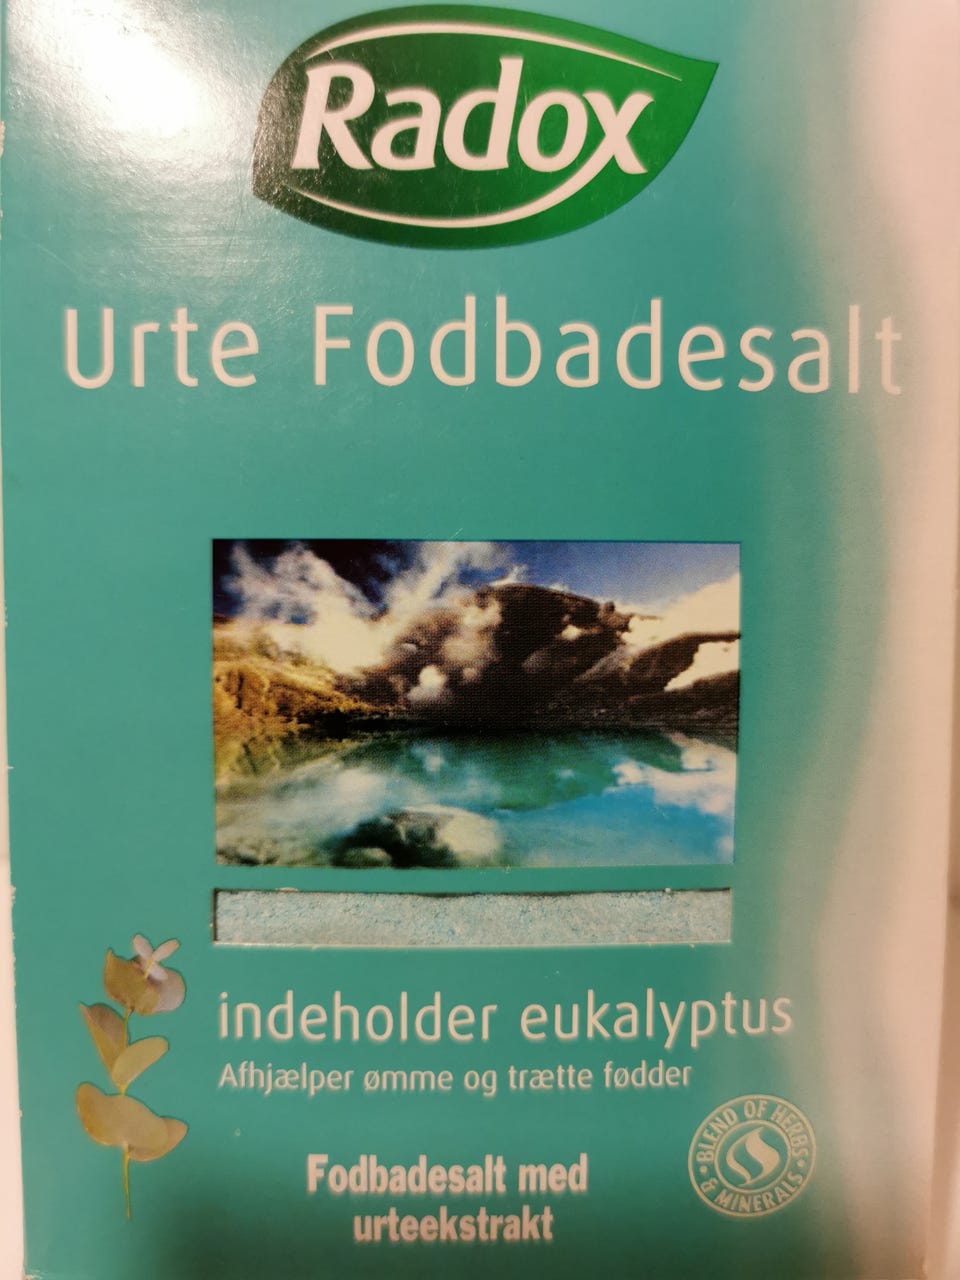 Radox
Urte Fodbadesalt
indeholder eukalyptus
Afhjælper ømme og trætte fødder
Fodbadesalt med
urteekstrakt
BLEND OF HERBS
& MINERALS